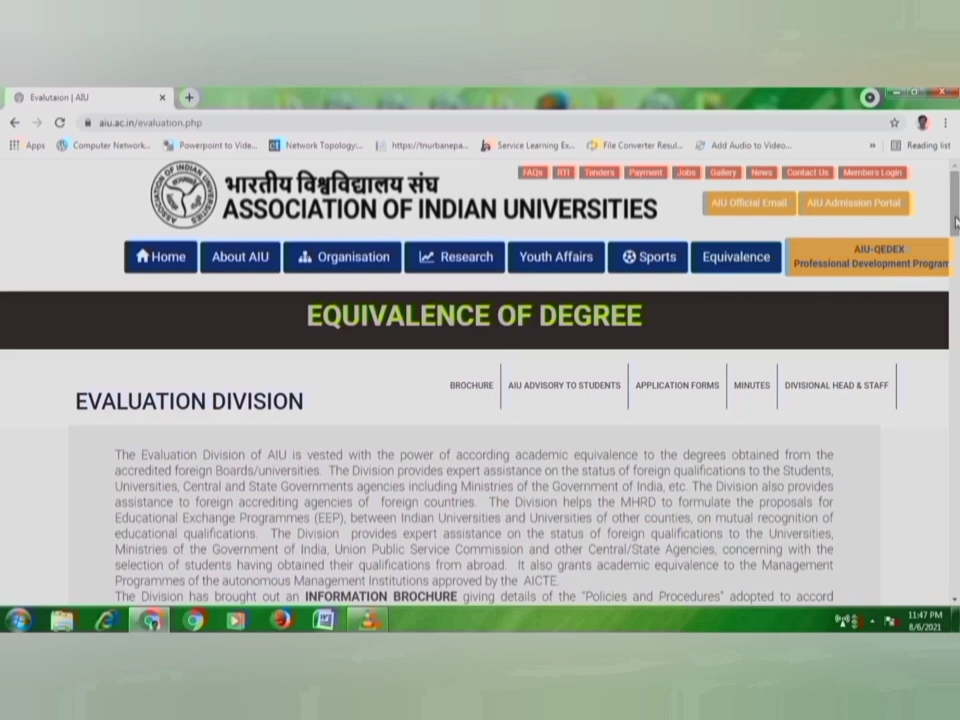 Evalutaion | AIU
aiu.ac.in/evaluation.php
Apps
Computer Network...
Powerpoint to Vide...
Network Topology:...
https://tnurbanepa...
Service Learning Ex...
File Converter Resul...
Add Audio to Video...
»
Reading list
FAQs
RTI
Tenders
Payment
Jobs
Gallery
News
Contact Us
Members Login
भारतीय विश्वविद्यालय संघ
ASSOCIATION OF INDIAN UNIVERSITIES
AIU Official Email
AIU Admission Portal
Home
About AIU
Organisation
Research
Youth Affairs
Sports
Equivalence
AIU-QEDEX
Professional Development Program
EQUIVALENCE OF DEGREE
EVALUATION DIVISION
BROCHURE
AIU ADVISORY TO STUDENTS
APPLICATION FORMS
MINUTES
DIVISIONAL HEAD & STAFF
The Evaluation Division of AIU is vested with the power of according academic equivalence to the degrees obtained from the
accredited foreign Boards/universities. The Division provides expert assistance on the status of foreign qualifications to the Students,
Universities, Central and State Governments agencies including Ministries of the Government of India, etc. The Division also provides
assistance to foreign accrediting agencies of foreign countries. The Division helps the MHRD to formulate the proposals for
Educational Exchange Programmes (EEP), between Indian Universities and Universities of other counties, on mutual recognition of
educational qualifications. The Division provides expert assistance on the status of foreign qualifications to the Universities,
Ministries of the Government of India, Union Public Service Commission and other Central/State Agencies, concerning with the
selection of students having obtained their qualifications from abroad. It also grants academic equivalence to the Management
Programmes of the autonomous Management Institutions approved by the AICTE.
The Division has brought out an INFORMATION BROCHURE giving details of the "Policies and Procedures" adopted to accord
11:47 PM
8/6/2021